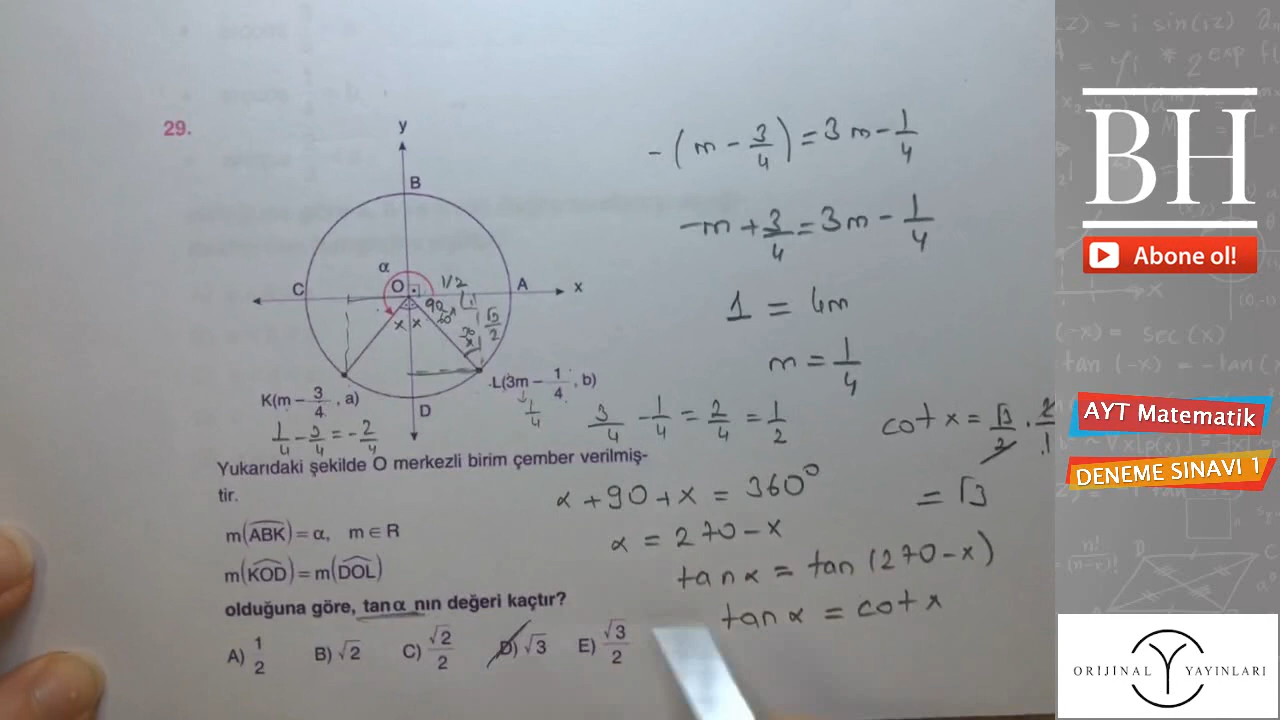 29.
y
B
α
O
1/2
C
A
x
90
60°
30
x
x x
√3/2
K(m - 3/4, a)
L(3m - 1/4, b)
1/4
D
1/4 - 3/4 = -2/4
3/4 - 1/4 = 2/4 = 1/2
Yukarıdaki şekilde O merkezli birim çember verilmiş-
tir.
m(ABK) = α, m ∈ R
m(KOD) = m(DOL)
olduğuna göre, tanα nın değeri kaçtır?
A) 1/2 B) √2 C) √2/2 D) √3 E) √3/2
-(m - 3/4) = 3m - 1/4
-m + 3/4 = 3m - 1/4
1 = 4m
m = 1/4
cot x = √3/2 . 2/1
= √3
α + 90 + x = 360°
α = 270 - x
tan α = tan (270 - x)
tan α = cot x
BH
Abone ol!
AYT Matematik
DENEME SINAVI 1
ORİJİNAL YAYINLARI